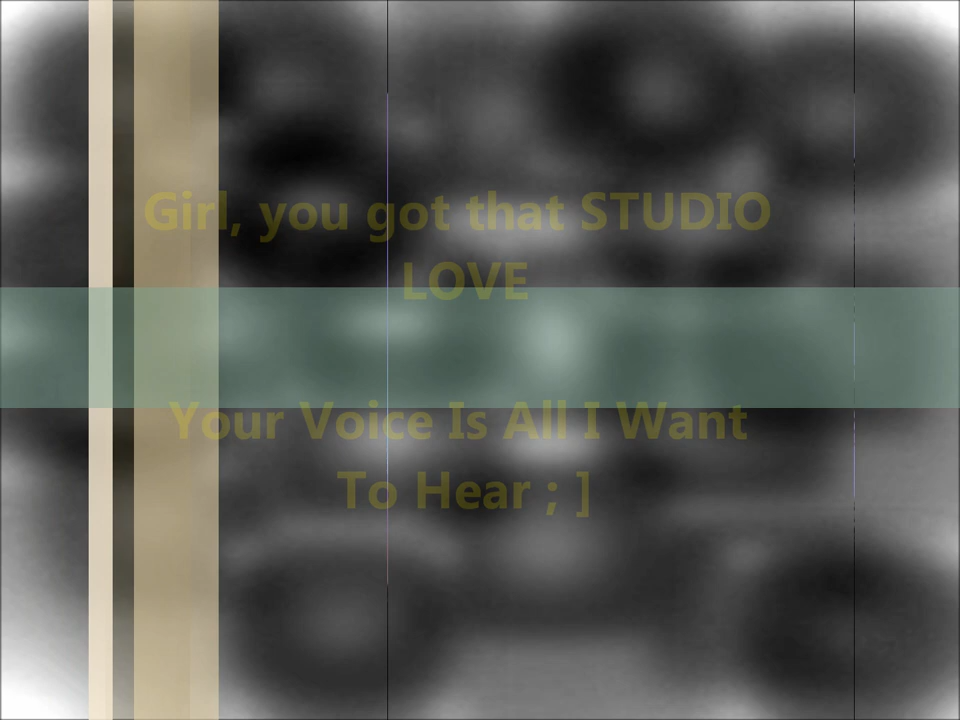 Girl, you got that STUDIO
LOVE
Your Voice Is All I Want
To Hear ; ]